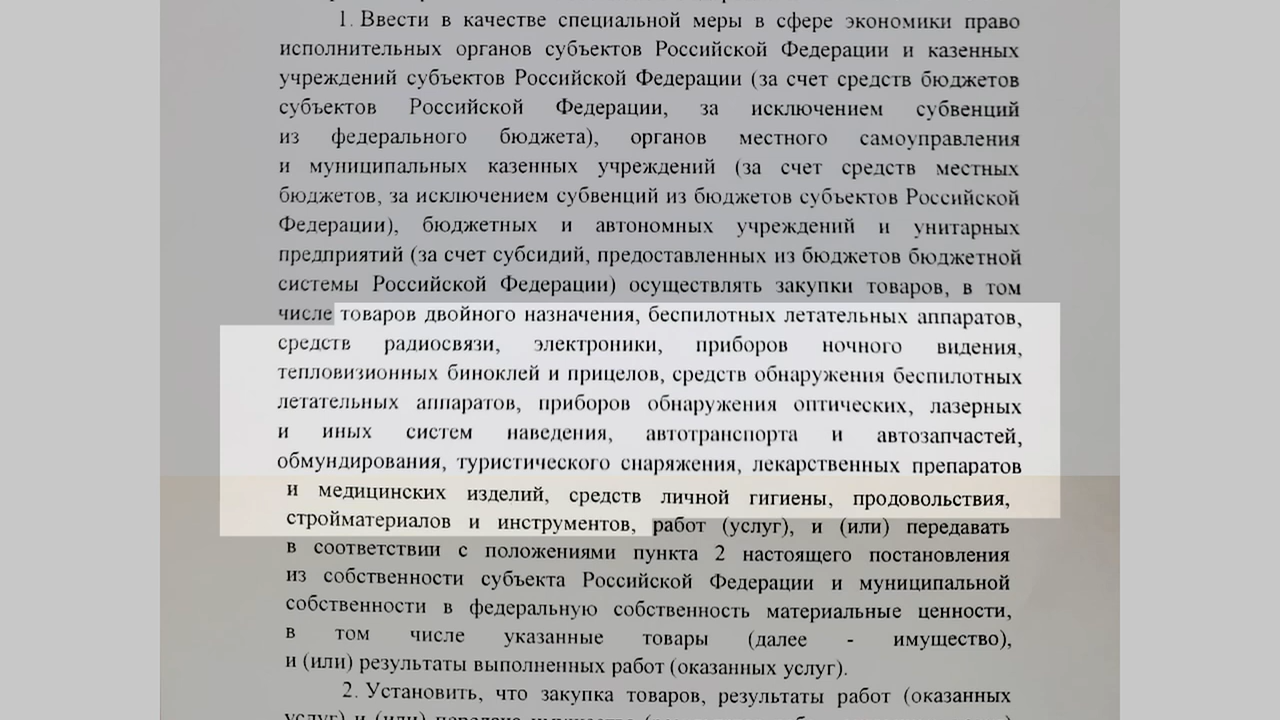 1. Ввести в качестве специальной меры в сфере экономики право
исполнительных органов субъектов Российской Федерации и казенных
учреждений субъектов Российской Федерации (за счет средств бюджетов
субъектов Российской Федерации, за исключением субвенций
из федерального бюджета), органов местного самоуправления
и муниципальных казенных учреждений (за счет средств местных
бюджетов, за исключением субвенций из бюджетов субъектов Российской
Федерации), бюджетных и автономных учреждений и унитарных
предприятий (за счет субсидий, предоставленных из бюджетов бюджетной
системы Российской Федерации) осуществлять закупки товаров, в том
числе товаров двойного назначения, беспилотных летательных аппаратов,
средств радиосвязи, электроники, приборов ночного видения,
тепловизионных биноклей и прицелов, средств обнаружения беспилотных
летательных аппаратов, приборов обнаружения оптических, лазерных
и иных систем наведения, автотранспорта и автозапчастей,
обмундирования, туристического снаряжения, лекарственных препаратов
и медицинских изделий, средств личной гигиены, продовольствия,
стройматериалов и инструментов, работ (услуг), и (или) передавать
в соответствии с положениями пункта 2 настоящего постановления
из собственности субъекта Российской Федерации и муниципальной
собственности в федеральную собственность материальные ценности,
в том числе указанные товары (далее - имущество),
и (или) результаты выполненных работ (оказанных услуг).
2. Установить, что закупка товаров, результаты работ (оказанных